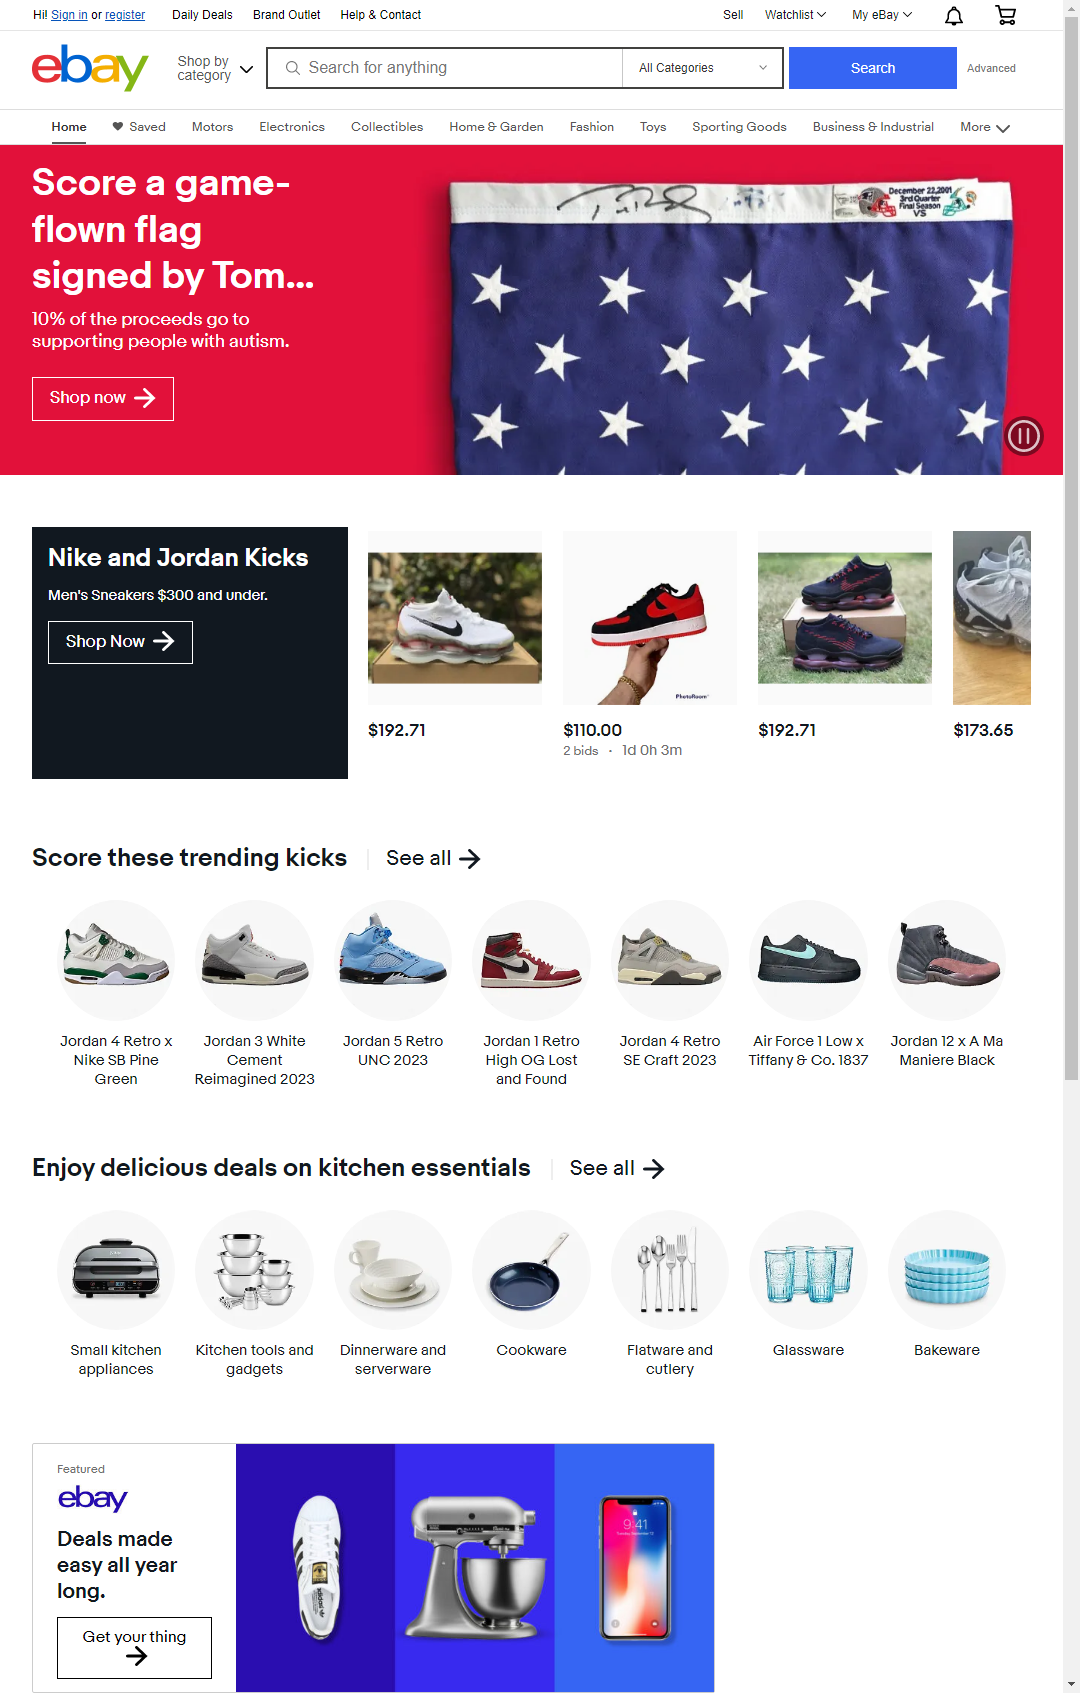 Hi! Sign in or register
Daily Deals
Brand Outlet
Help & Contact
Sell
Watchlist
My eBay
ebay
Shop by
category
Search for anything
All Categories
Search
Advanced
Home
Saved
Motors
Electronics
Collectibles
Home & Garden
Fashion
Toys
Sporting Goods
Business & Industrial
More
Score a game-
flown flag
signed by Tom...
10% of the proceeds go to
supporting people with autism.
Shop now
December 22,2001
3rd Quarter
Final Season
VS
Nike and Jordan Kicks
Men's Sneakers $300 and under.
Shop Now
PhotoRoom
$192.71
$110.00
2 bids · 1d 0h 3m
$192.71
$173.65
Score these trending kicks
See all
Jordan 4 Retro x
Nike SB Pine
Green
Jordan 3 White
Cement
Reimagined 2023
Jordan 5 Retro
UNC 2023
Jordan 1 Retro
High OG Lost
and Found
Jordan 4 Retro
SE Craft 2023
Air Force 1 Low x
Tiffany & Co. 1837
Jordan 12 x A Ma
Maniere Black
Enjoy delicious deals on kitchen essentials
See all
Small kitchen
appliances
Kitchen tools and
gadgets
Dinnerware and
serverware
Cookware
Flatware and
cutlery
Glassware
Bakeware
Featured
ebay
Deals made
easy all year
long.
Get your thing
adidas
9:41